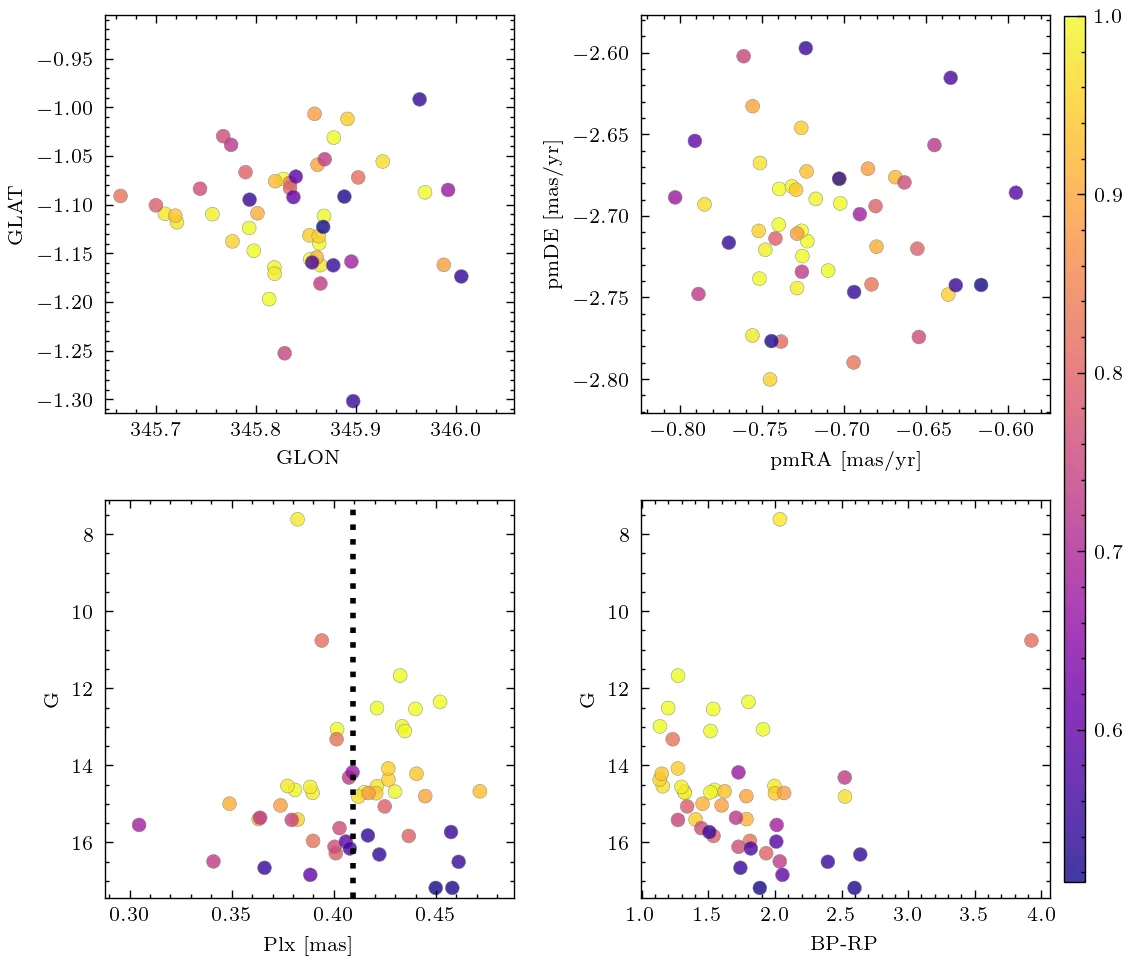 −0.95
−1.00
−1.05
−1.10
−1.15
−1.20
−1.25
−1.30
GLAT
345.7 345.8 345.9 346.0
GLON
−2.60
−2.65
−2.70
−2.75
−2.80
pmDE [mas/yr]
−0.80 −0.75 −0.70 −0.65 −0.60
pmRA [mas/yr]
8
10
12
14
16
G
0.30 0.35 0.40 0.45
Plx [mas]
8
10
12
14
16
G
1.0 1.5 2.0 2.5 3.0 3.5 4.0
BP-RP
1.0
0.9
0.8
0.7
0.6